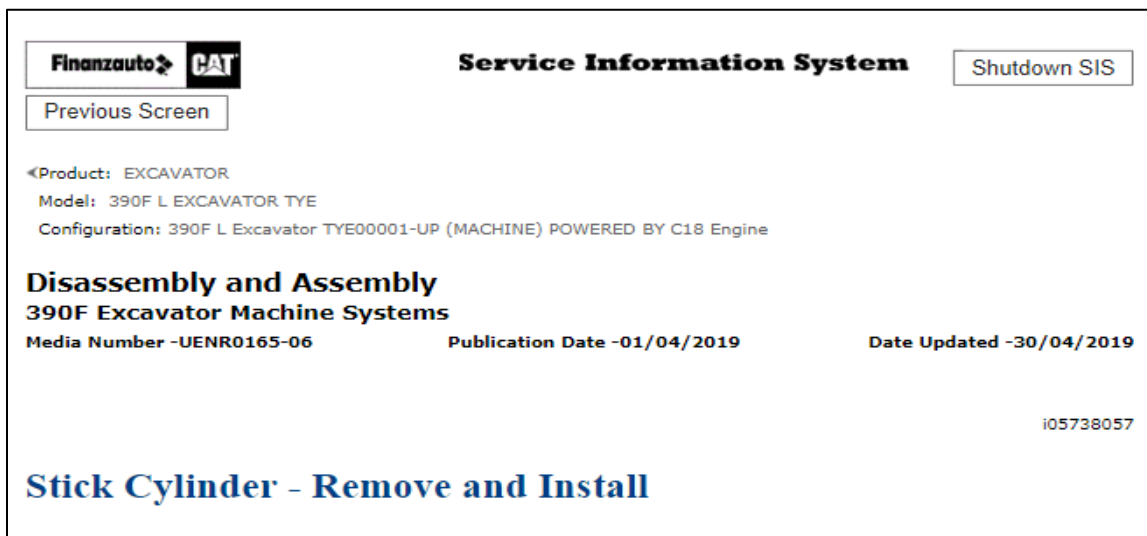 Finanzauto CAT Service Information System Shutdown SIS
Previous Screen
Product: EXCAVATOR
Model: 390F L EXCAVATOR TYE
Configuration: 390F L Excavator TYE00001-UP (MACHINE) POWERED BY C18 Engine
Disassembly and Assembly
390F Excavator Machine Systems
Media Number -UENR0165-06 Publication Date -01/04/2019 Date Updated -30/04/2019
i05738057
Stick Cylinder - Remove and Install